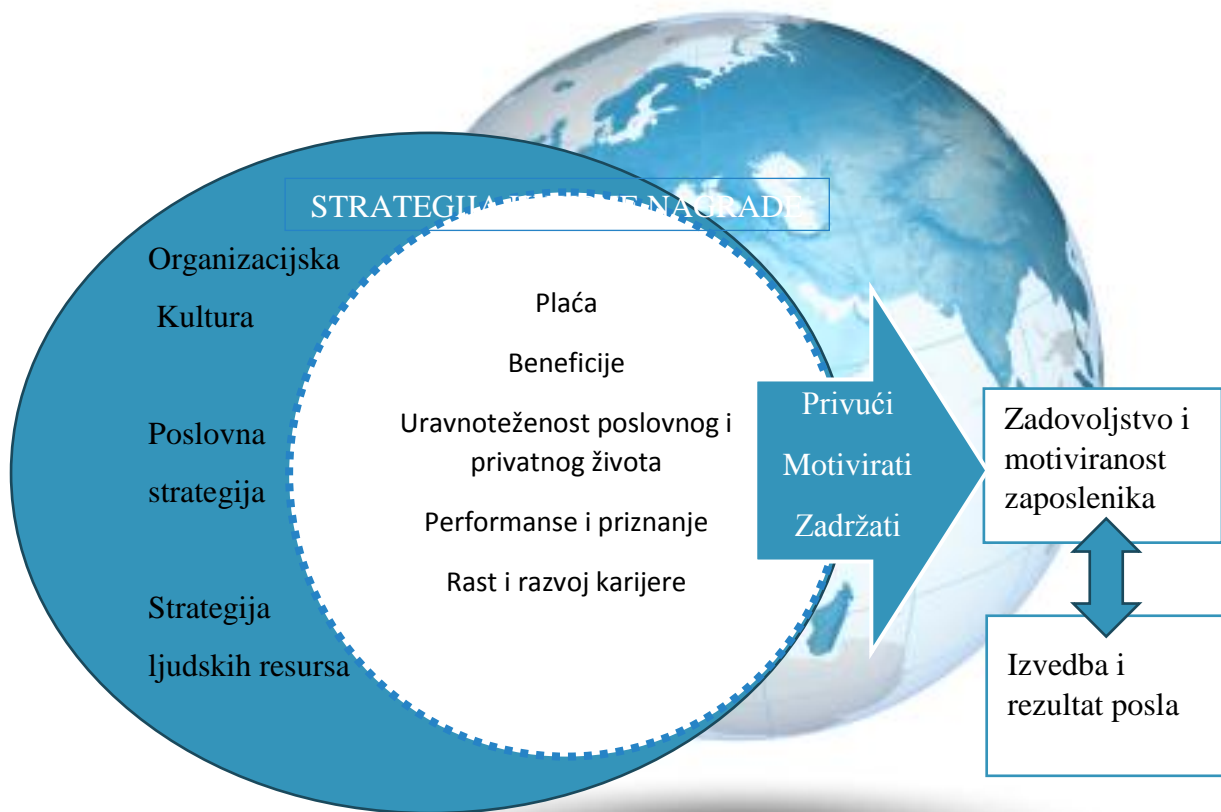 STRATEGIJA NAGRADE
Organizacijska
Kultura
Poslovna
strategija
Strategija
ljudskih resursa
Plaća
Beneficije
Uravnoteženost poslovnog i
privatnog života
Performanse i priznanje
Rast i razvoj karijere
Privući
Motivirati
Zadržati
Zadovoljstvo i
motiviranost
zaposlenika
Izvedba i
rezultat posla